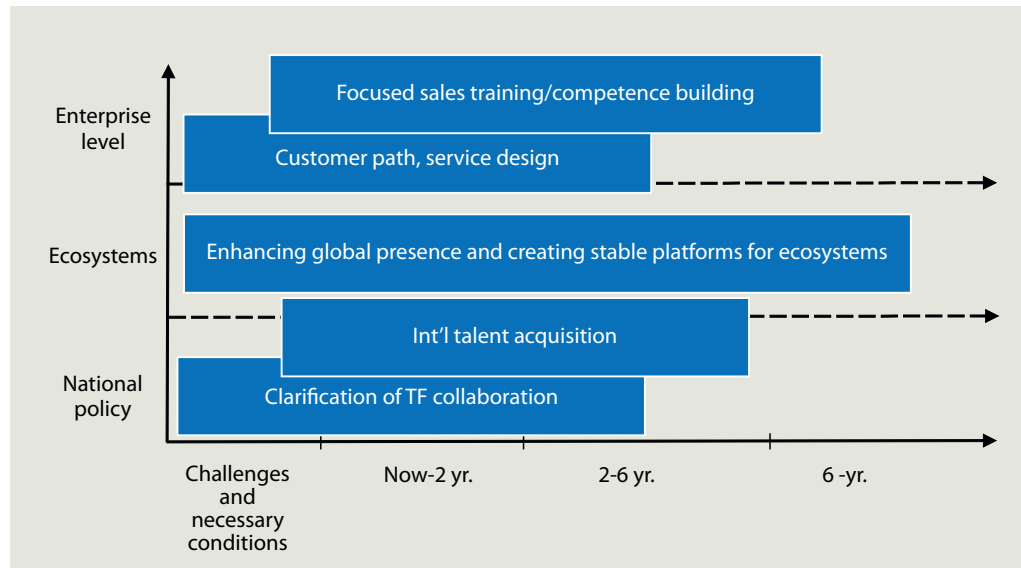 Enterprise
level
Focused sales training/competence building
Customer path, service design
Ecosystems
Enhancing global presence and creating stable platforms for ecosystems
National
policy
Int’l talent acquisition
Clarification of TF collaboration
Challenges
and
necessary
conditions
Now-2 yr.
2-6 yr.
6 -yr.